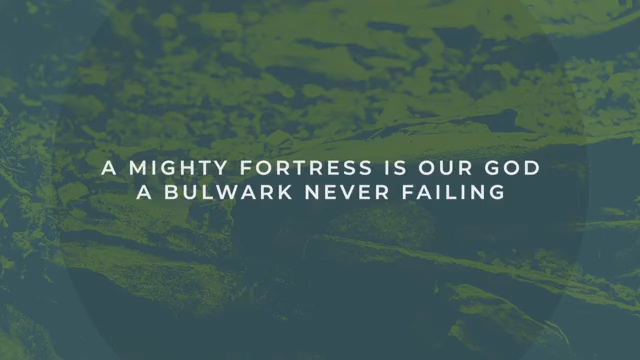 A MIGHTY FORTRESS IS OUR GOD
A BULWARK NEVER FAILING